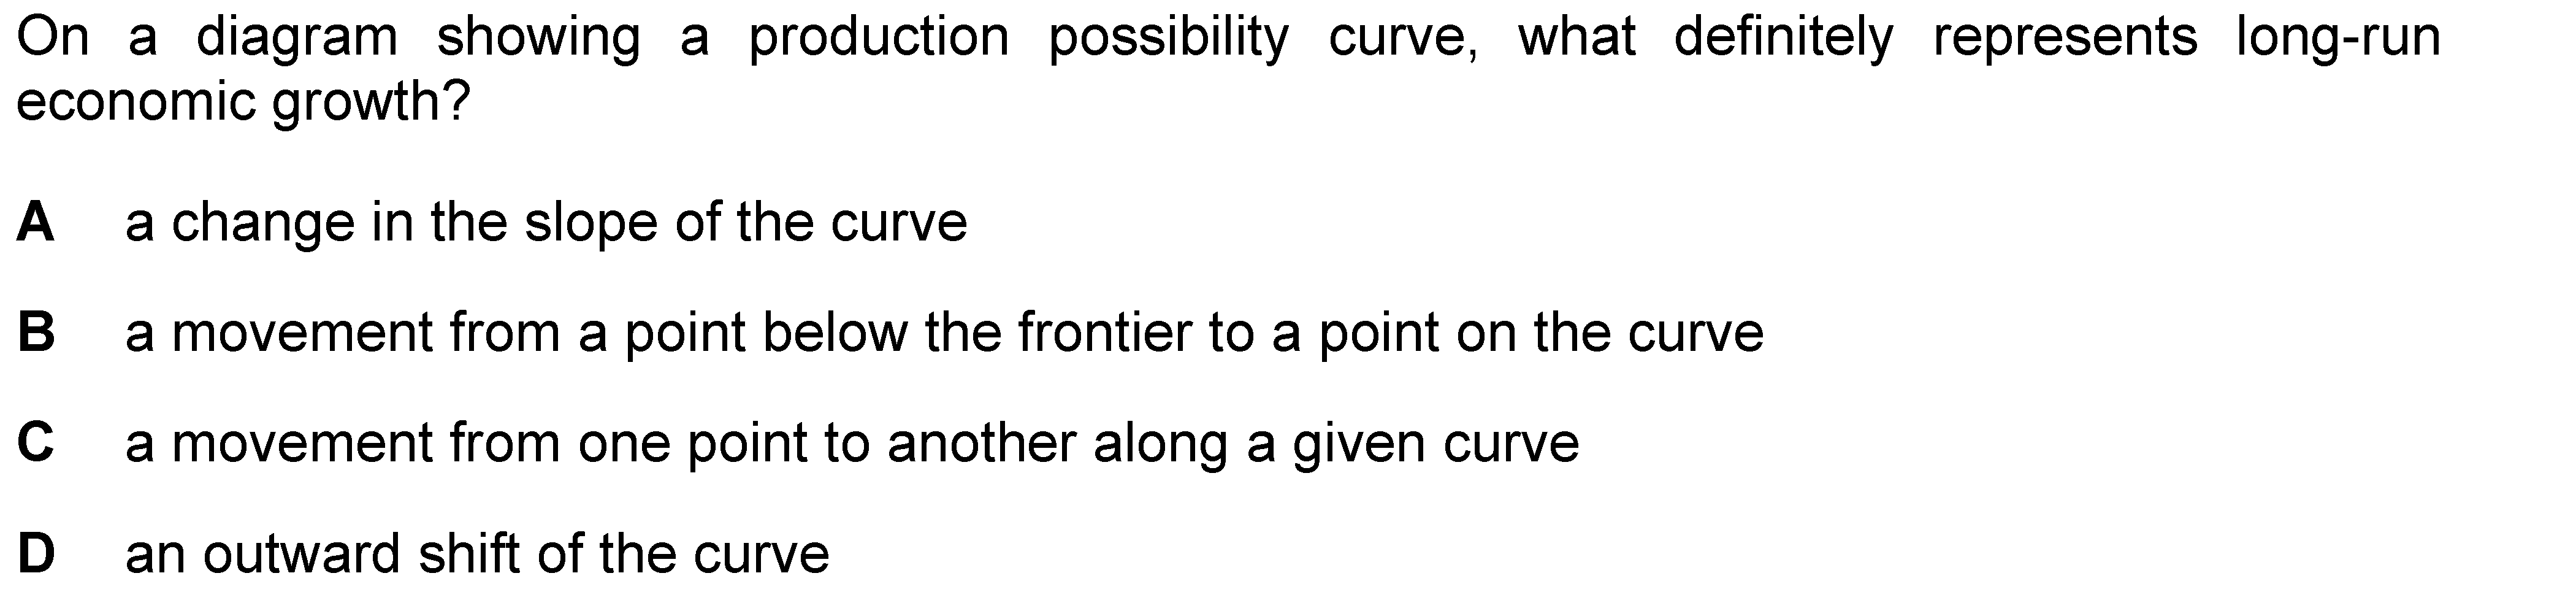 On a diagram showing a production possibility curve, what definitely represents long-run
economic growth?
A a change in the slope of the curve
B a movement from a point below the frontier to a point on the curve
C a movement from one point to another along a given curve
D an outward shift of the curve